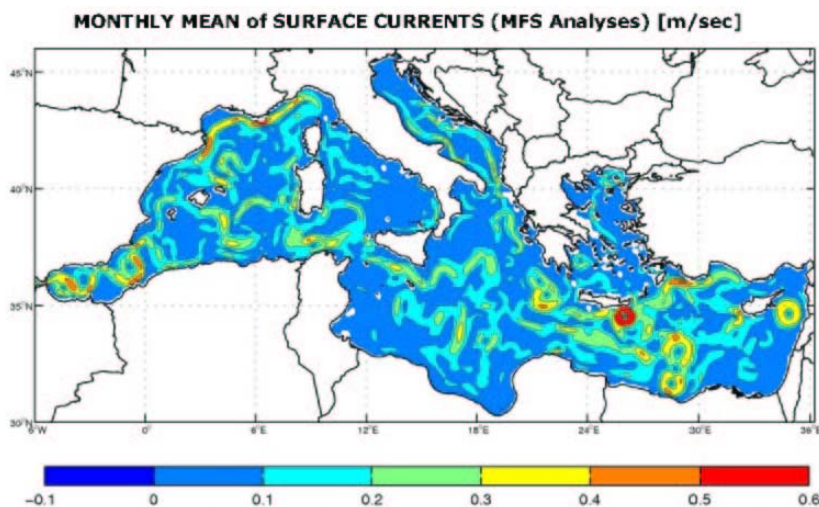 MONTHLY MEAN of SURFACE CURRENTS (MFS Analyses) [m/sec]
45°N
40°N
35°N
30°N
6°W 0° 6°E 12°E 18°E 24°E 30°E 36°E
−0.1 0 0.1 0.2 0.3 0.4 0.5 0.6